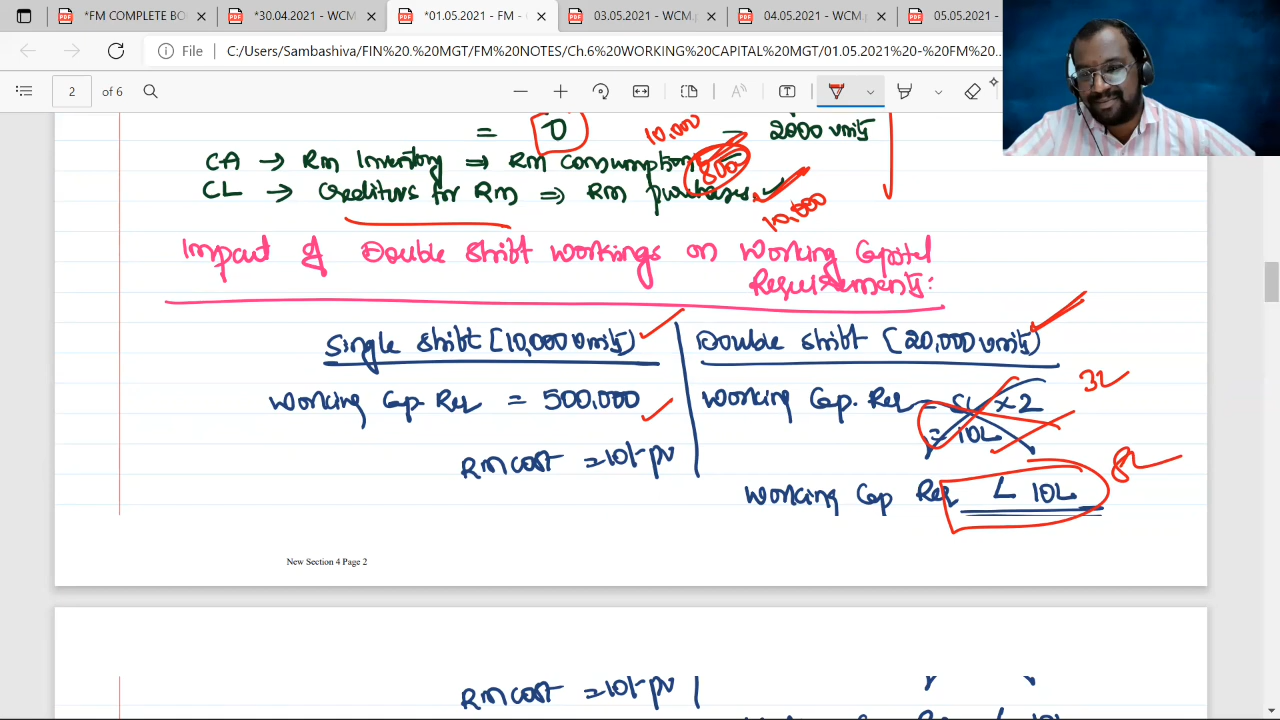 *FM COMPLETE BO
*30.04.2021 - WCM
*01.05.2021 - FM -
03.05.2021 - WCM
04.05.2021 - WCM
05.05.2021 -
File
C:/Users/Sambashiva/FIN%20.%20MGT/FM%20NOTES/Ch.6%20WORKING%20CAPITAL%20MGT/01.05.2021%20-%20FM%20...
2 of 6
= 0 10,000 - 2000 units
CA → Rm Inventory ⇒ Rm Consumption 800
CL → Creditors for Rm ⇒ Rm purchases 10,000
Impact of Double shift workings on Working Capital
Requirements:
Single shift [10,000 units)
Double shift [20,000 units)
Working Cap. Req = 500,000
Working Cap. Req = 5L × 2
3L
= 10L
RM cost = 10/- pu
Working Cap Req < 10L
8L
New Section 4 Page 2
RM cost = 10/- pu